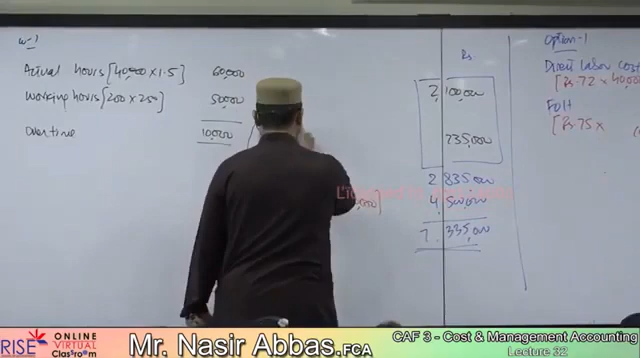 W-1
Actual hours [40,000 x 1.5] 60,000
Working hours [200 x 250] 50,000
Over time 10,000
Rs
2, 100,000
735,000
2 835,000
4, 500,000
7, 335,000
Option-1
Direct Labor Cost
[Rs.72 x 40,000
FOH
[Rs.75 x
RISE ONLINE VIRTUAL Classroom
Mr. Nasir Abbas.FCA
CAF 3 - Cost & Management Accounting
Lecture 32